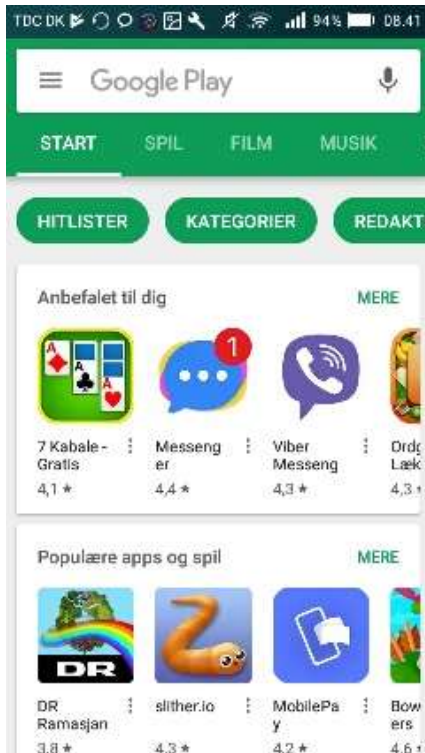 TDC DK 94% 08.41
Google Play
START SPIL FILM MUSIK
HITLISTER KATEGORIER REDAKT
Anbefalet til dig MERE
1
7 Kabale - Messeng Viber Ordg
Gratis er Messeng Læk
4,1 ★ 4,4 ★ 4,3 ★ 4,3
Populære apps og spil MERE
DR
DR slither.io MobilePa Bow
Ramasjan y ers
3,8 ★ 4,3 ★ 4,2 ★ 4,6